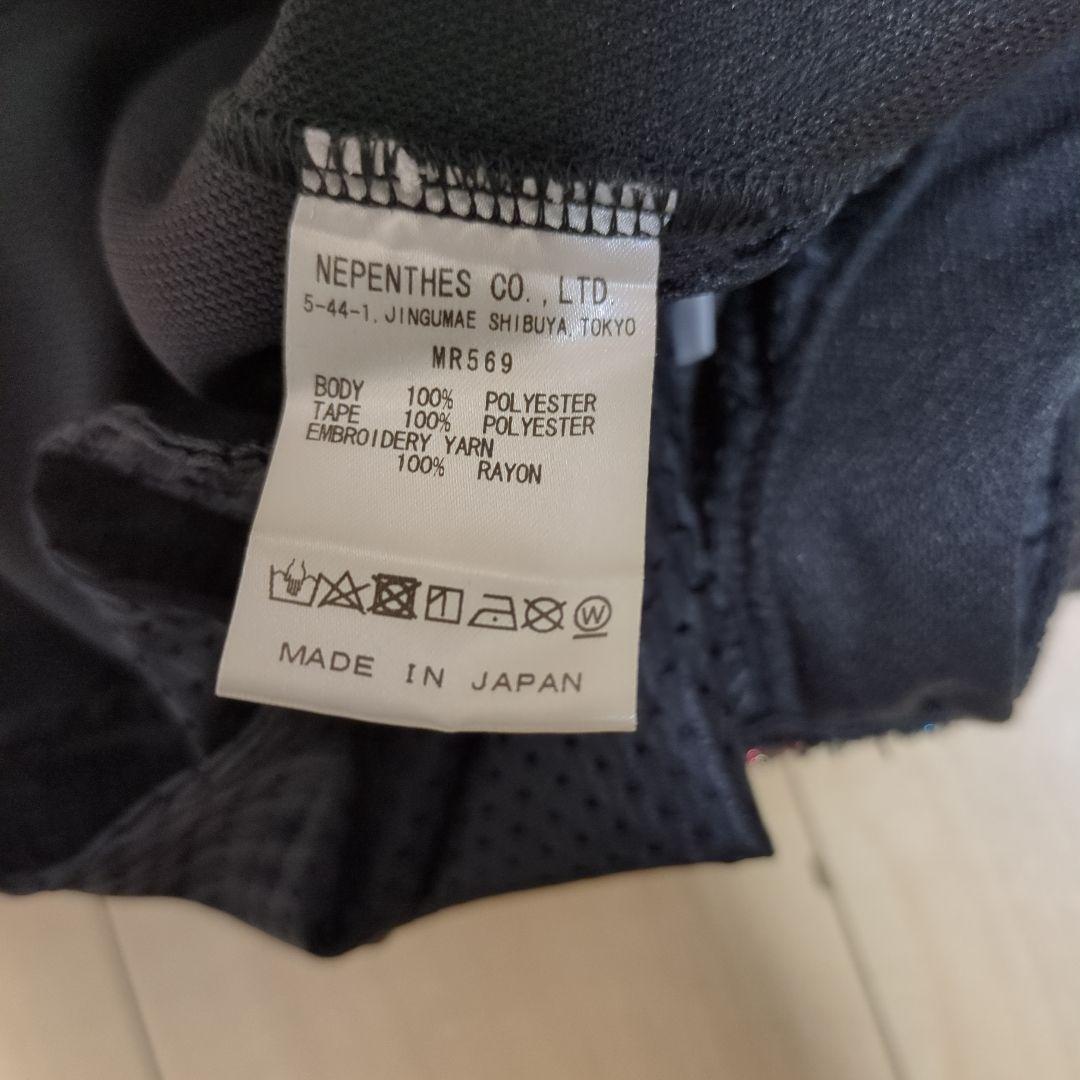 NEPENTHES CO., LTD.
5-44-1, JINGUMAE SHIBUYA, TOKYO
MR569
BODY 100% POLYESTER
TAPE 100% POLYESTER
EMBROIDERY YARN
100% RAYON
W
MADE IN JAPAN